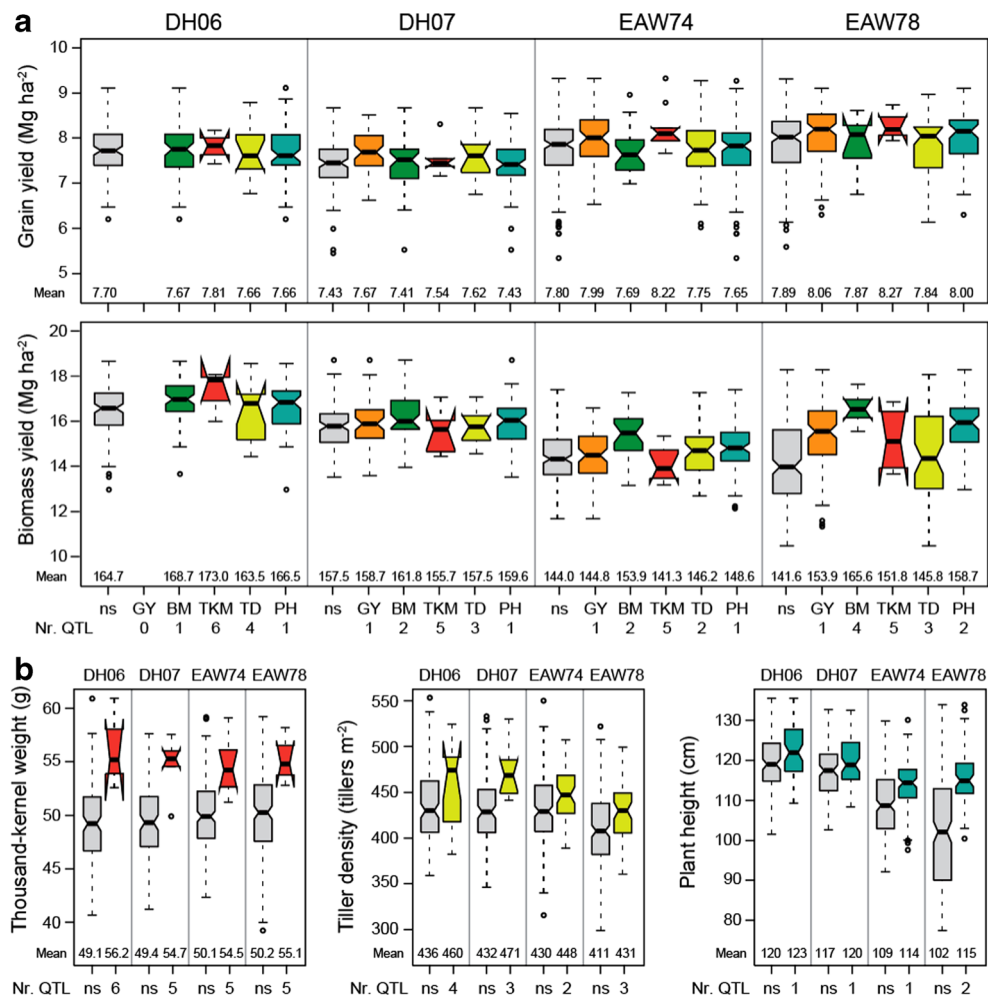 a
DH06 DH07 EAW74 EAW78
Grain yield (Mg ha-2)
10
9
8
7
6
5
Mean 7.70 7.67 7.81 7.66 7.66 7.43 7.67 7.41 7.54 7.62 7.43 7.80 7.99 7.69 8.22 7.75 7.65 7.89 8.06 7.87 8.27 7.84 8.00
Biomass yield (Mg ha-2)
20
18
16
14
12
10
Mean 164.7 168.7 173.0 163.5 166.5 157.5 158.7 161.8 155.7 157.5 159.6 144.0 144.8 153.9 141.3 146.2 148.6 141.6 153.9 165.6 151.8 145.8 158.7
ns GY BM TKM TD PH ns GY BM TKM TD PH ns GY BM TKM TD PH ns GY BM TKM TD PH
Nr. QTL 0 1 6 4 1 1 2 5 3 1 1 2 5 2 1 1 4 5 3 2
b
DH06 DH07 EAW74 EAW78
Thousand-kernel weight (g)
60
55
50
45
40
Mean 49.1 56.2 49.4 54.7 50.1 54.5 50.2 55.1
Nr. QTL ns 6 ns 5 ns 5 ns 5
DH06 DH07 EAW74 EAW78
Tiller density (tillers m-2)
550
500
450
400
350
300
Mean 436 460 432 471 430 448 411 431
Nr. QTL ns 4 ns 3 ns 2 ns 3
DH06 DH07 EAW74 EAW78
Plant height (cm)
130
120
110
100
90
80
Mean 120 123 117 120 109 114 102 115
Nr. QTL ns 1 ns 1 ns 1 ns 2